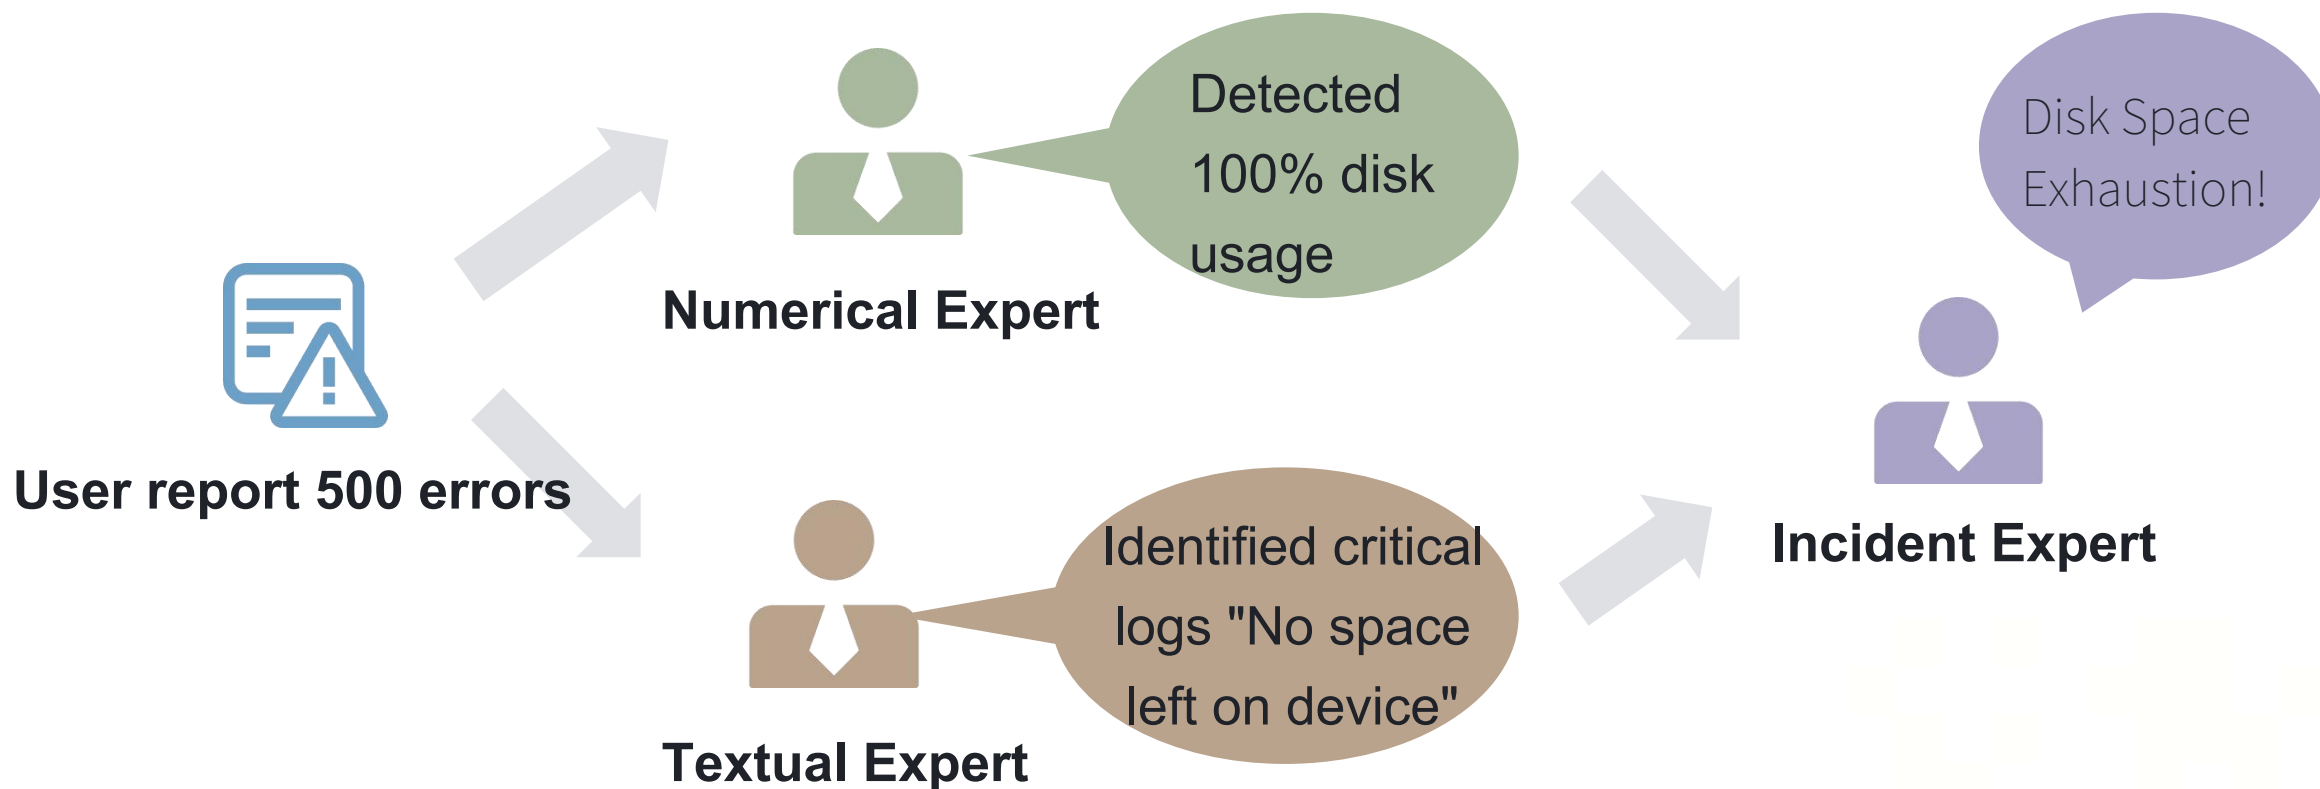 User report 500 errors
Numerical Expert
Detected
100% disk
usage
Textual Expert
Identified critical
logs "No space
left on device"
Disk Space
Exhaustion!
Incident Expert